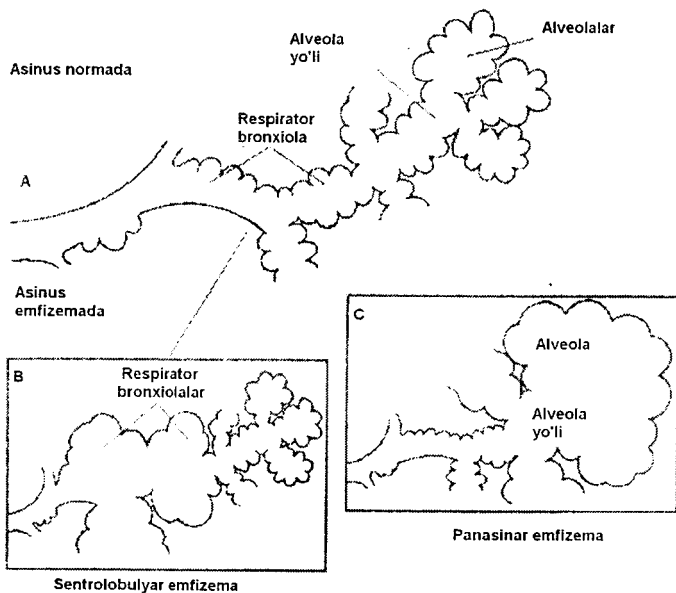 Asinus normada
Alveola
yo'li
Alveolalar
Respirator
bronxiola
A
Asinus
emfizemada
B
Respirator
bronxiolalar
Sentrolobulyar emfizema
C
Alveola
Alveola
yo'li
Panasinar emfizema